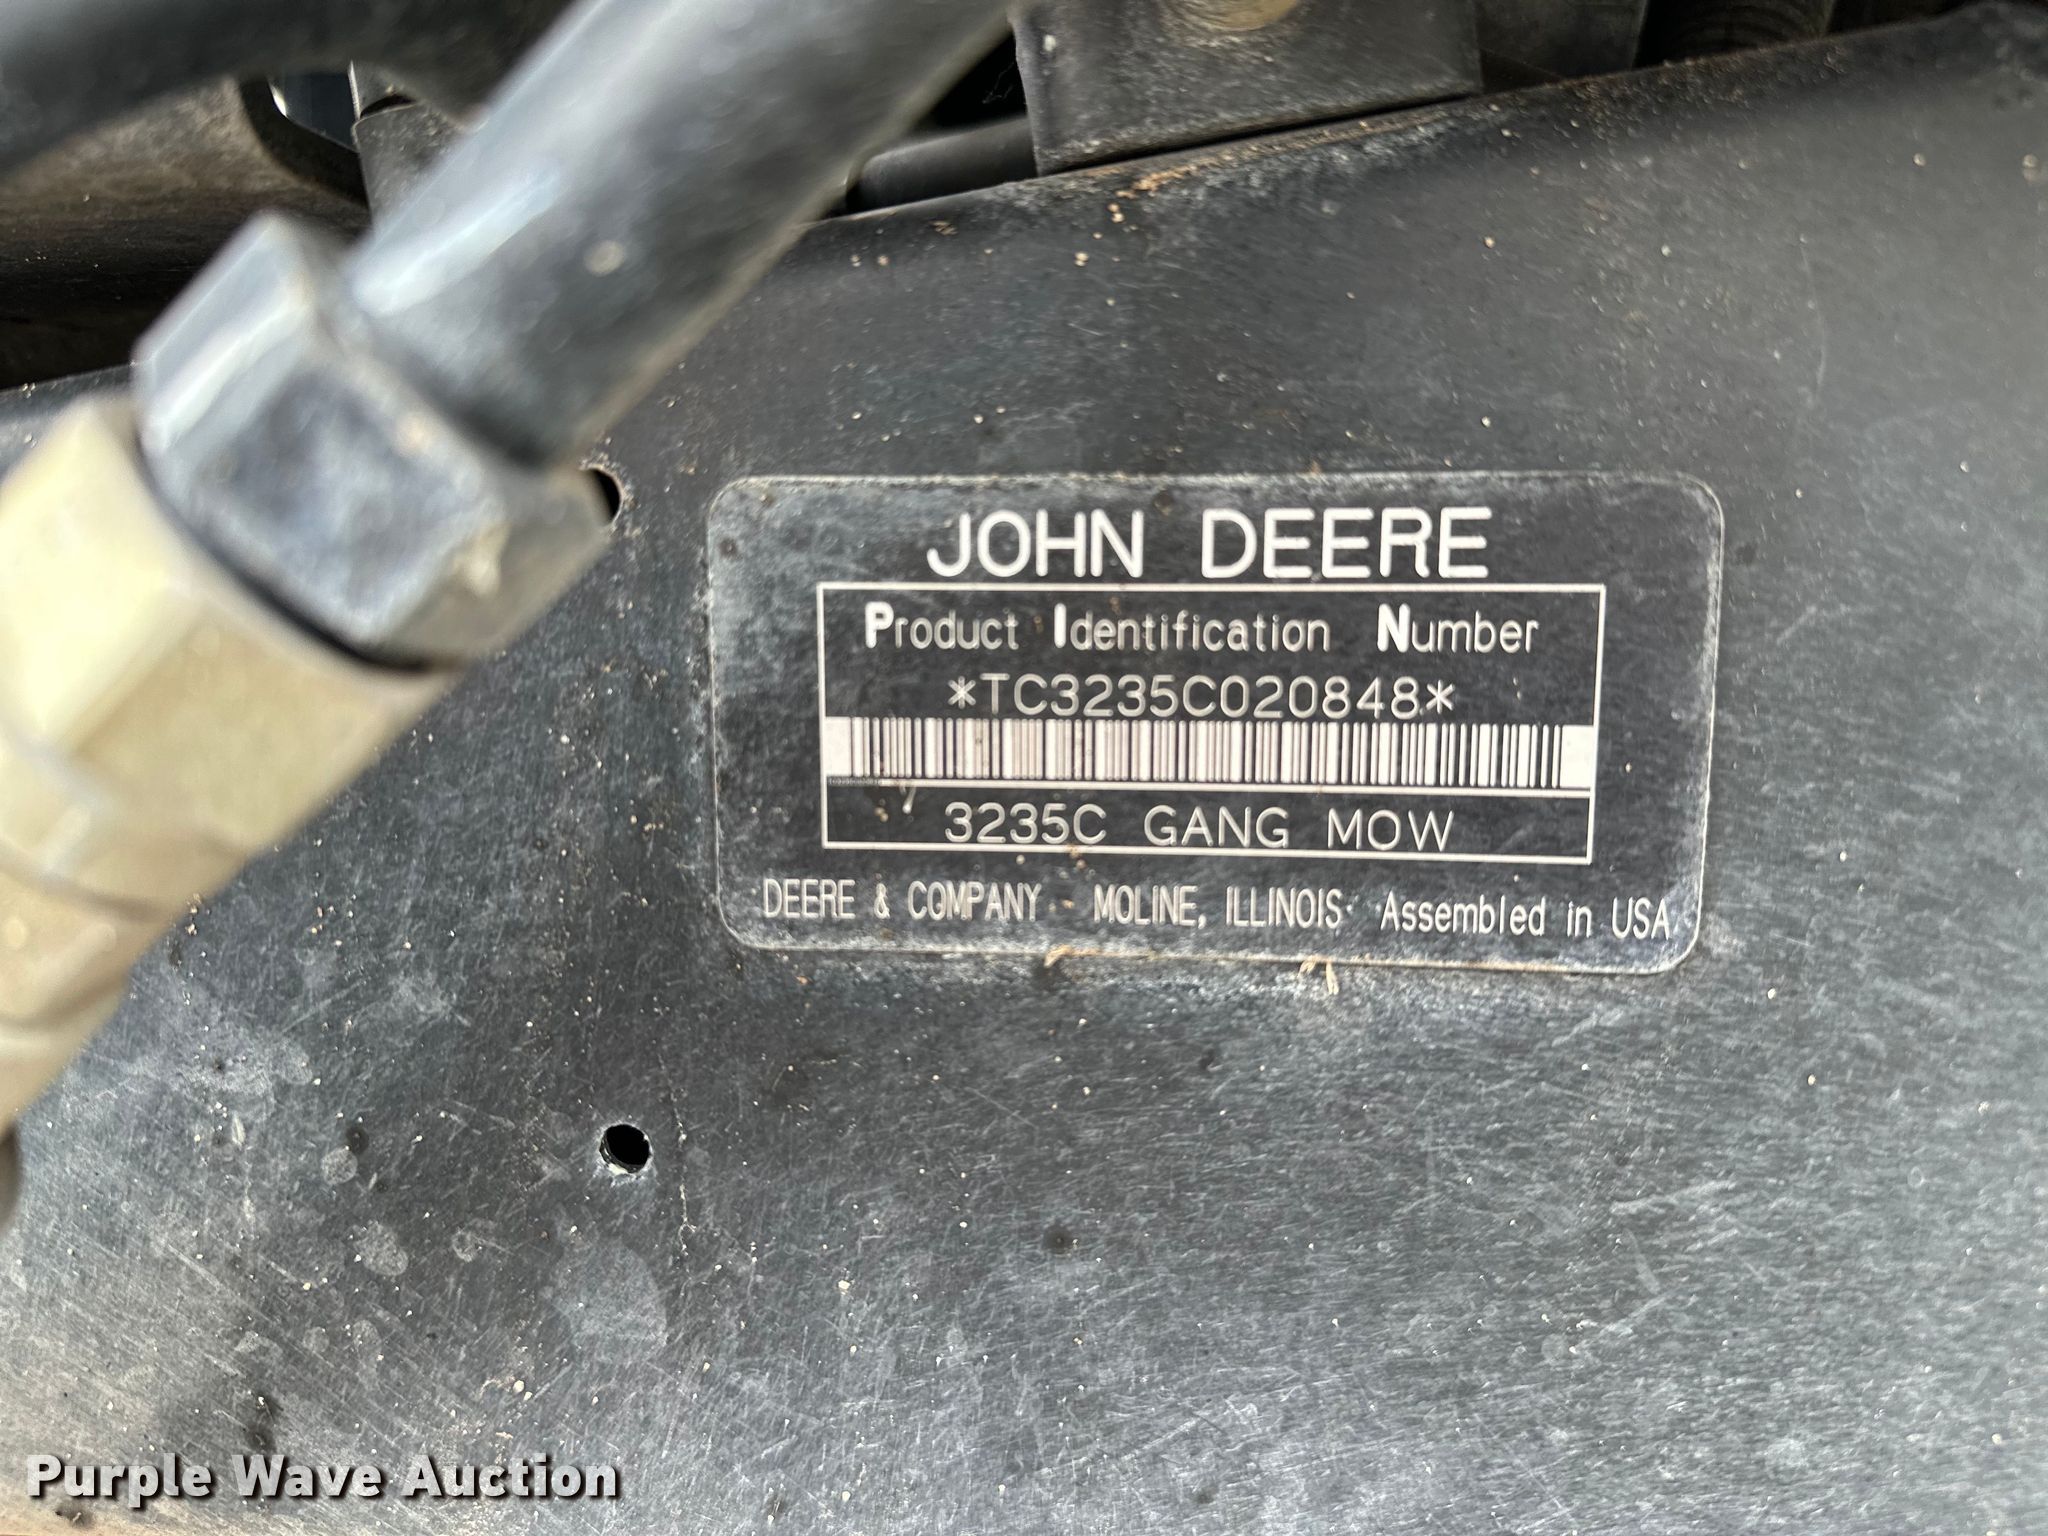 JOHN DEERE
Product Identification Number
*TC3235C020848*
3235C GANG MOW
DEERE & COMPANY MOLINE, ILLINOIS Assembled in USA
Purple Wave Auction